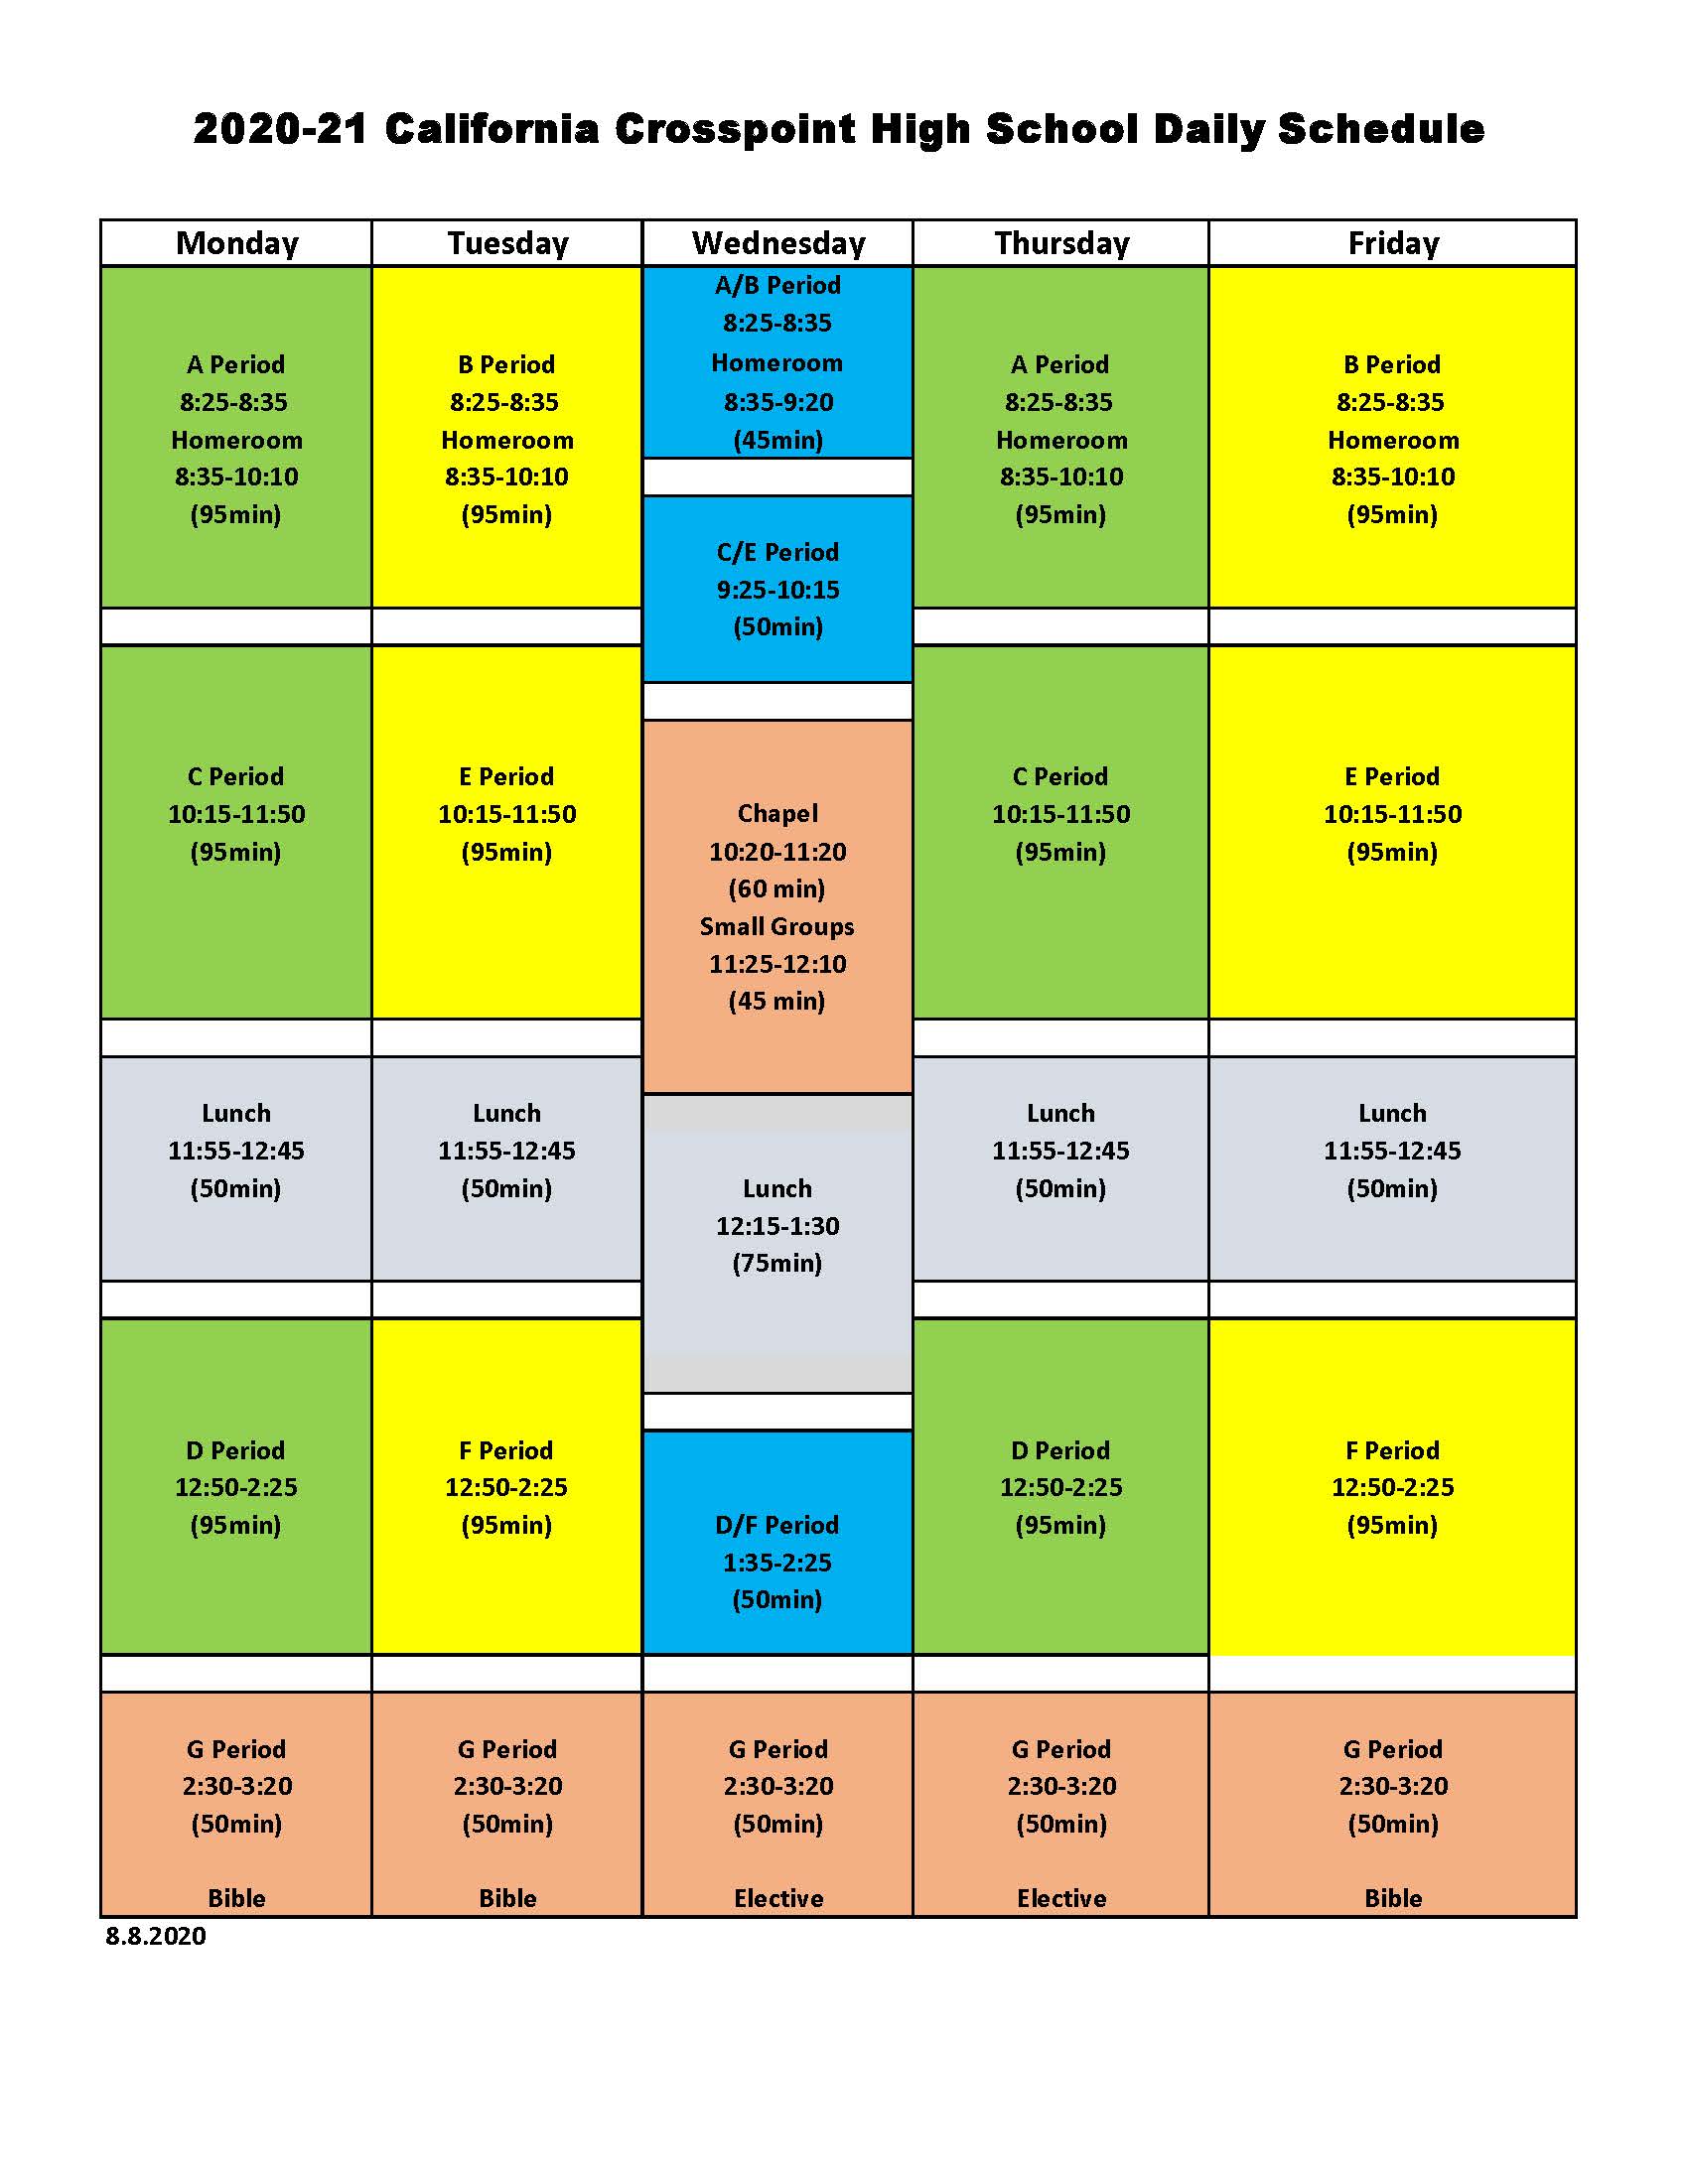 2020-21 California Crosspoint High School Daily Schedule
Monday
Tuesday
Wednesday
Thursday
Friday
A Period
8:25-8:35
Homeroom
8:35-10:10
(95min)
B Period
8:25-8:35
Homeroom
8:35-10:10
(95min)
A/B Period
8:25-8:35
Homeroom
8:35-9:20
(45min)
A Period
8:25-8:35
Homeroom
8:35-10:10
(95min)
B Period
8:25-8:35
Homeroom
8:35-10:10
(95min)
C/E Period
9:25-10:15
(50min)
C Period
10:15-11:50
(95min)
E Period
10:15-11:50
(95min)
Chapel
10:20-11:20
(60 min)
Small Groups
11:25-12:10
(45 min)
C Period
10:15-11:50
(95min)
E Period
10:15-11:50
(95min)
Lunch
11:55-12:45
(50min)
Lunch
11:55-12:45
(50min)
Lunch
12:15-1:30
(75min)
Lunch
11:55-12:45
(50min)
Lunch
11:55-12:45
(50min)
D Period
12:50-2:25
(95min)
F Period
12:50-2:25
(95min)
D/F Period
1:35-2:25
(50min)
D Period
12:50-2:25
(95min)
F Period
12:50-2:25
(95min)
G Period
2:30-3:20
(50min)
Bible
G Period
2:30-3:20
(50min)
Bible
G Period
2:30-3:20
(50min)
Elective
G Period
2:30-3:20
(50min)
Elective
G Period
2:30-3:20
(50min)
Bible
8.8.2020